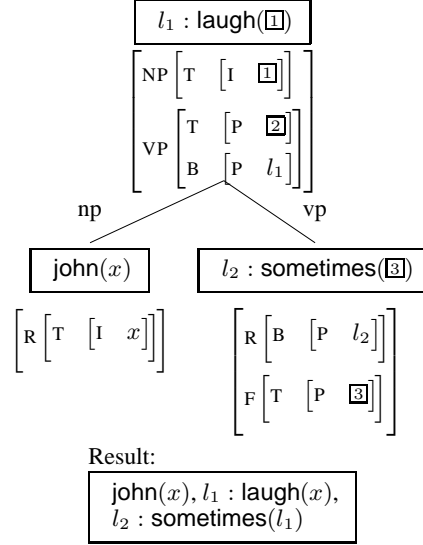 l₁ : laugh(1)
NP [T [I 1]]
VP [T [P 2]
B [P l₁]]
np vp
john(x) l₂ : sometimes(3)
[R [T [I x]]] [R [B [P l₂]]
F [T [P 3]]]
Result:
john(x), l₁ : laugh(x),
l₂ : sometimes(l₁)